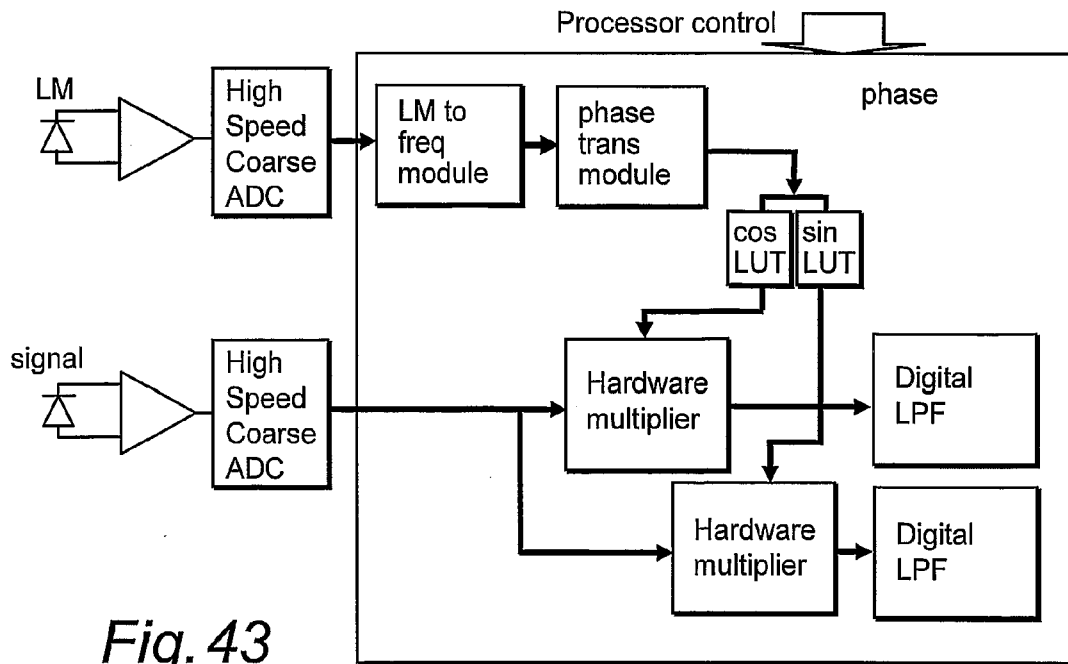 Processor control
LM
High
Speed
Coarse
ADC
LM to
freq
module
phase
trans
module
phase
cos
LUT
sin
LUT
signal
High
Speed
Coarse
ADC
Hardware
multiplier
Digital
LPF
Hardware
multiplier
Digital
LPF
Fig. 43